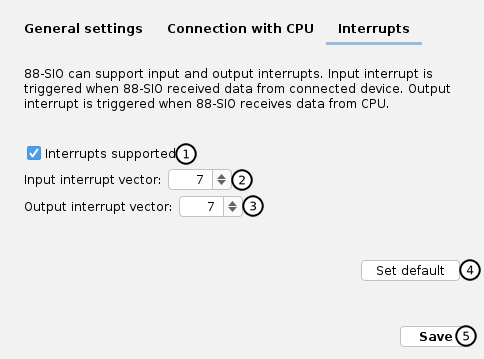 General settings Connection with CPU Interrupts
88-SIO can support input and output interrupts. Input interrupt is
triggered when 88-SIO received data from connected device. Output
interrupt is triggered when 88-SIO receives data from CPU.
Interrupts supported 1
Input interrupt vector: 7 2
Output interrupt vector: 7 3
Set default 4
Save 5